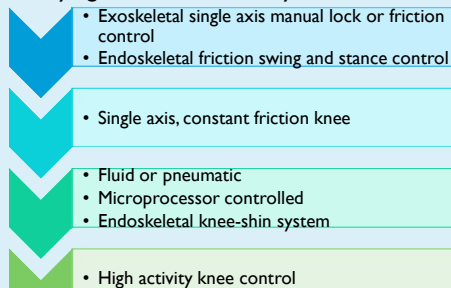 • Exoskeletal single axis manual lock or friction
control
• Endoskeletal friction swing and stance control
• Single axis, constant friction knee
• Fluid or pneumatic
• Microprocessor controlled
• Endoskeletal knee-shin system
• High activity knee control